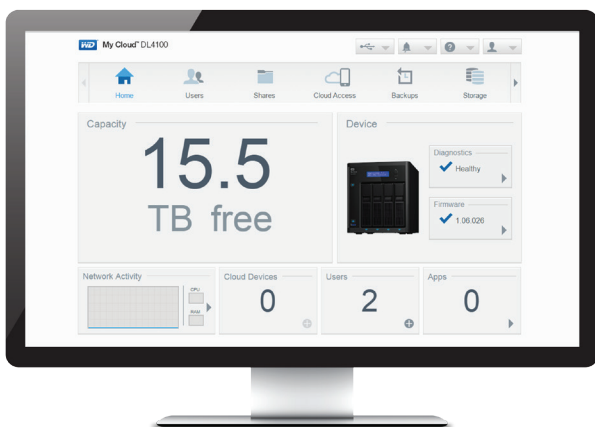 WD My Cloud™ DL4100
Home Users Shares Cloud Access Backups Storage
Capacity
15.5
TB free
Device
Diagnostics
Healthy
Firmware
1.06.026
Network Activity
CPU
RAM
Cloud Devices
0
Users
2
Apps
0